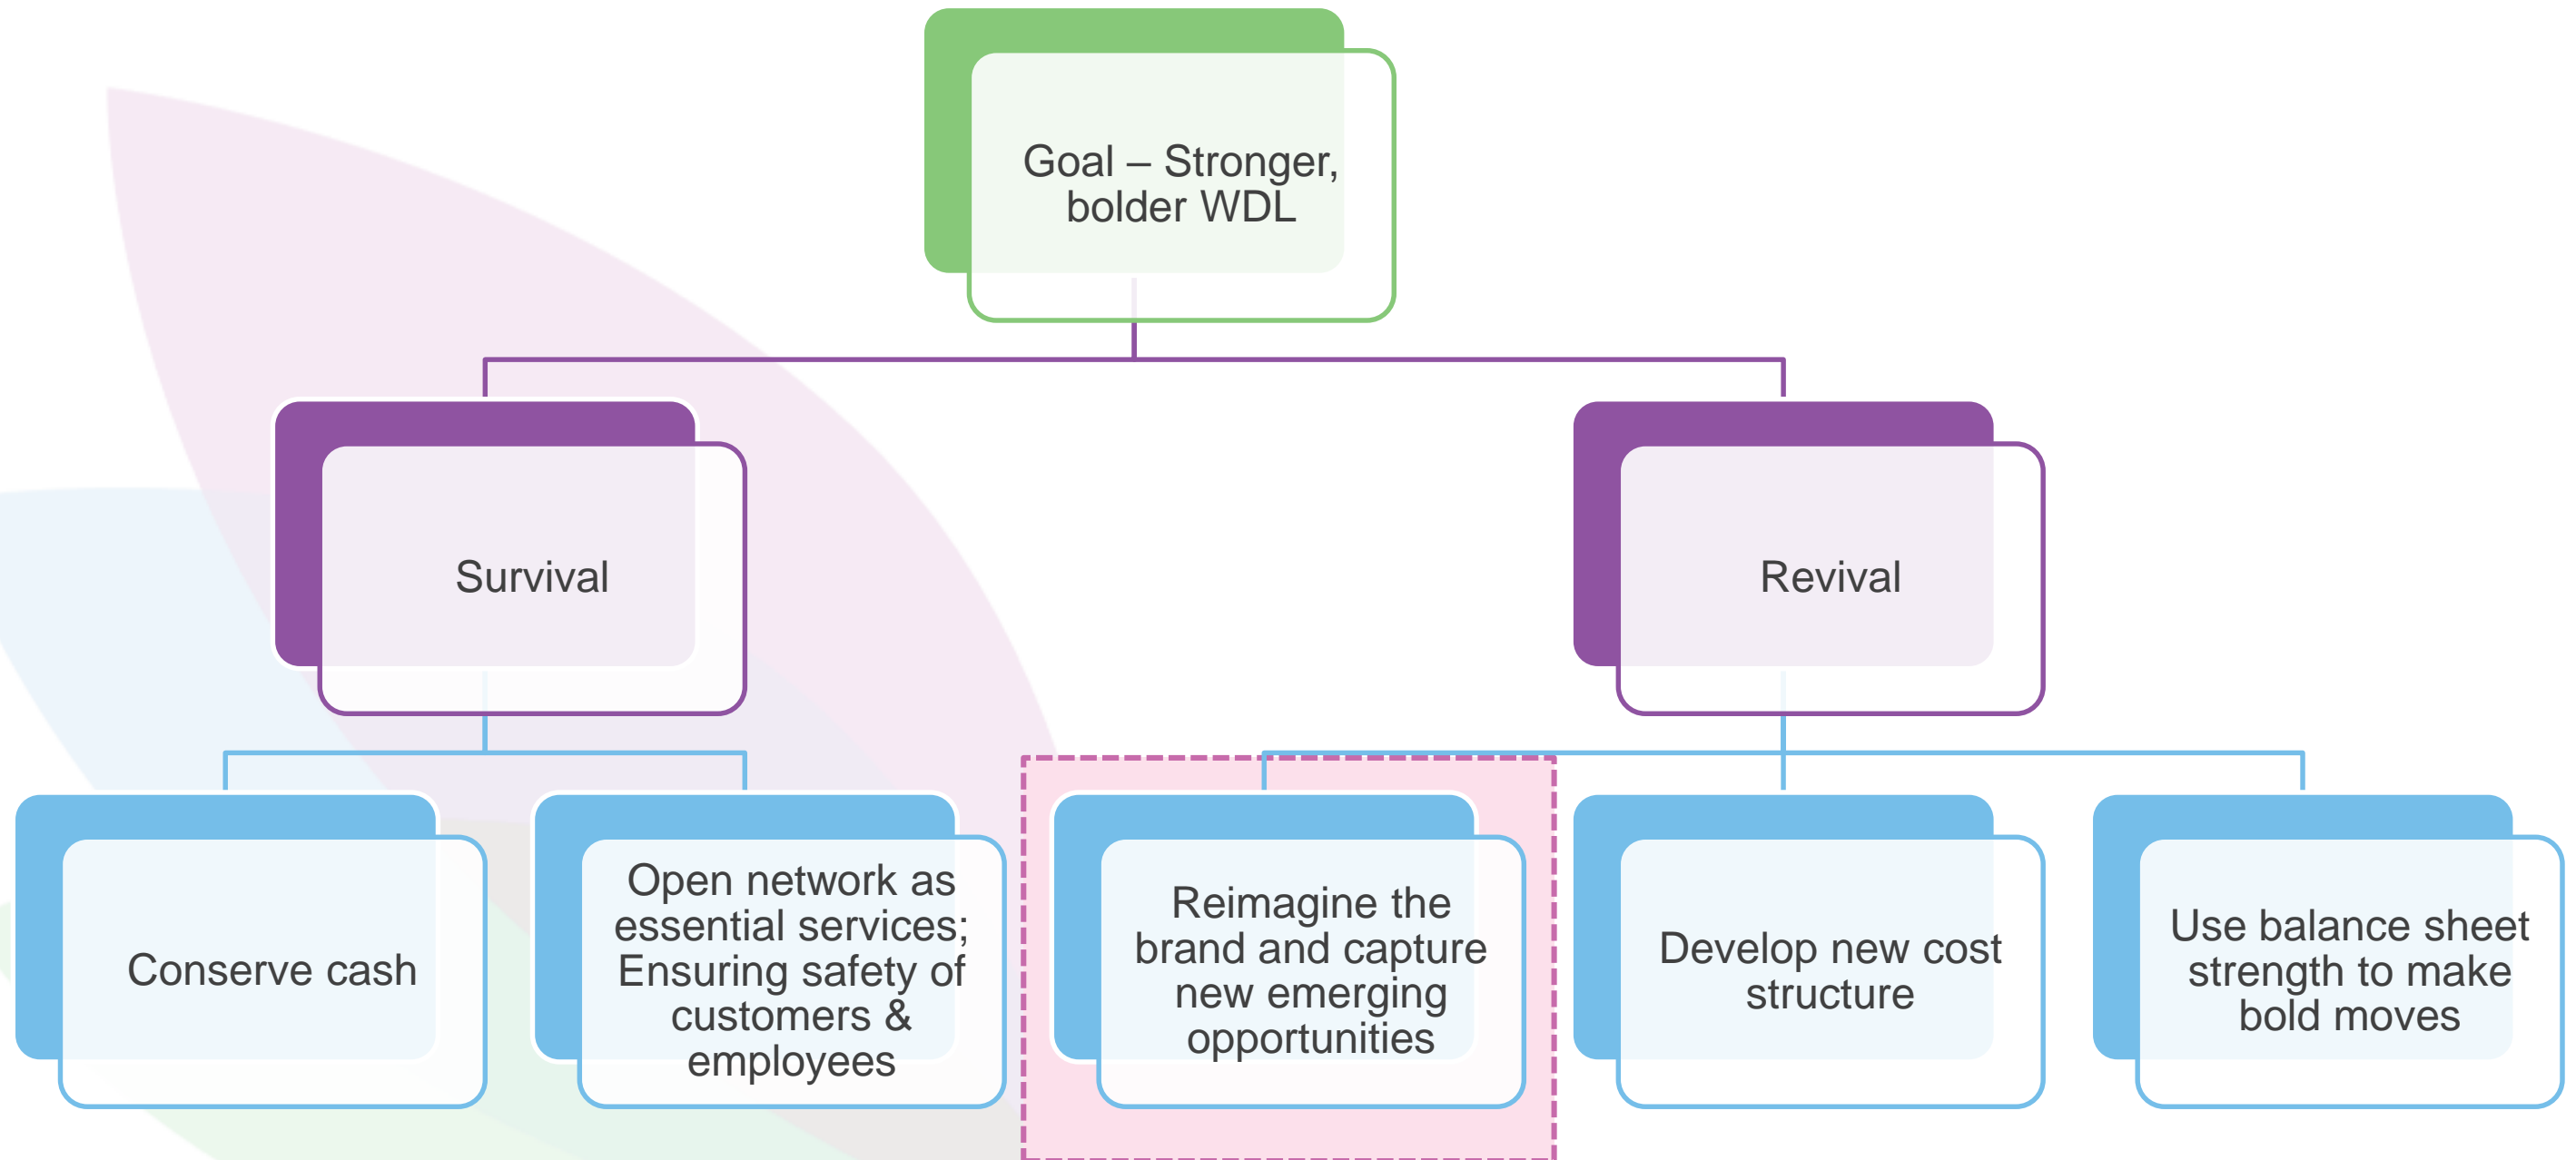 Goal – Stronger,
bolder WDL
Survival
Revival
Conserve cash
Open network as
essential services;
Ensuring safety of
customers &
employees
Reimagine the
brand and capture
new emerging
opportunities
Develop new cost
structure
Use balance sheet
strength to make
bold moves